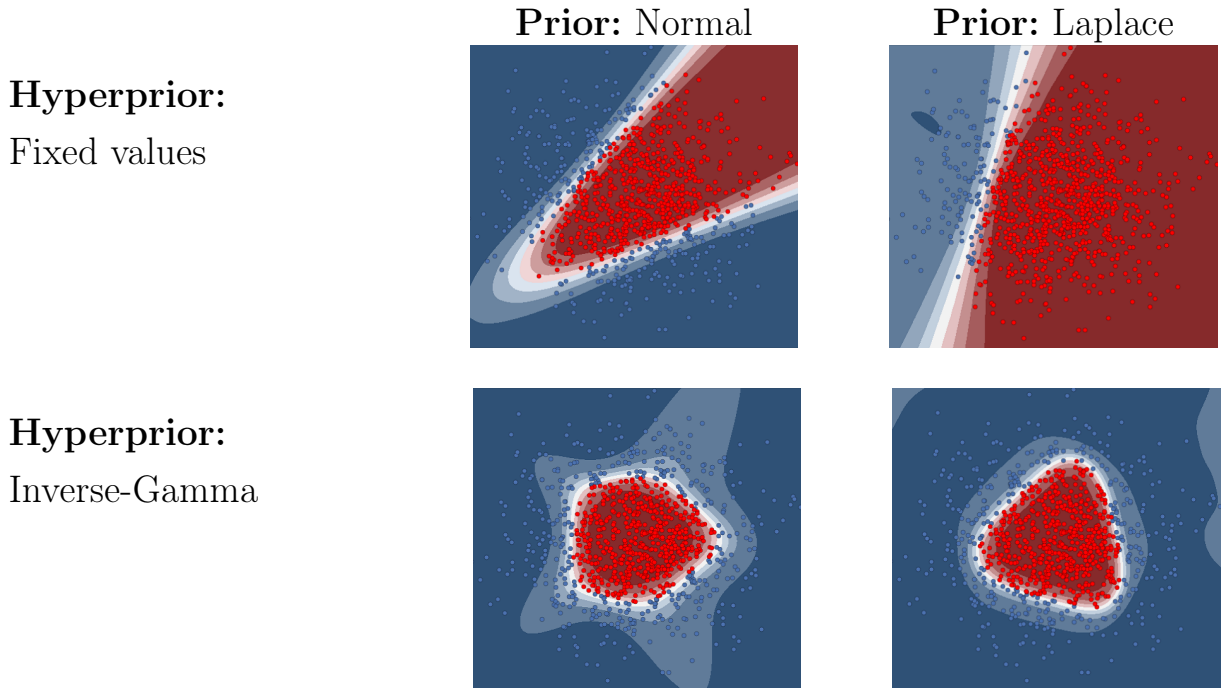 Prior: Normal
Prior: Laplace
Hyperprior:
Fixed values
Hyperprior:
Inverse-Gamma